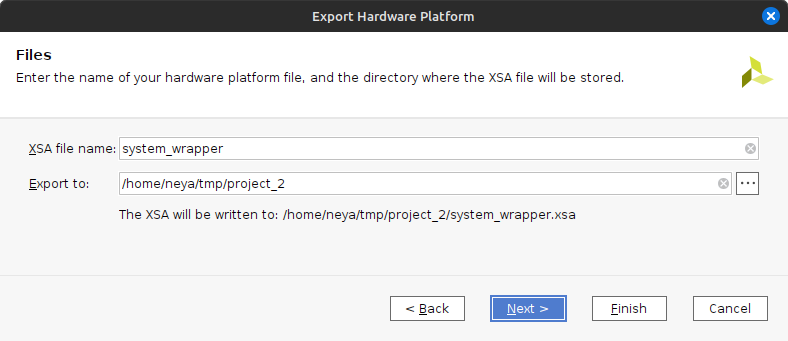 Export Hardware Platform
Files
Enter the name of your hardware platform file, and the directory where the XSA file will be stored.
XSA file name: system_wrapper
Export to: /home/neya/tmp/project_2
The XSA will be written to: /home/neya/tmp/project_2/system_wrapper.xsa
< Back Next > Finish Cancel